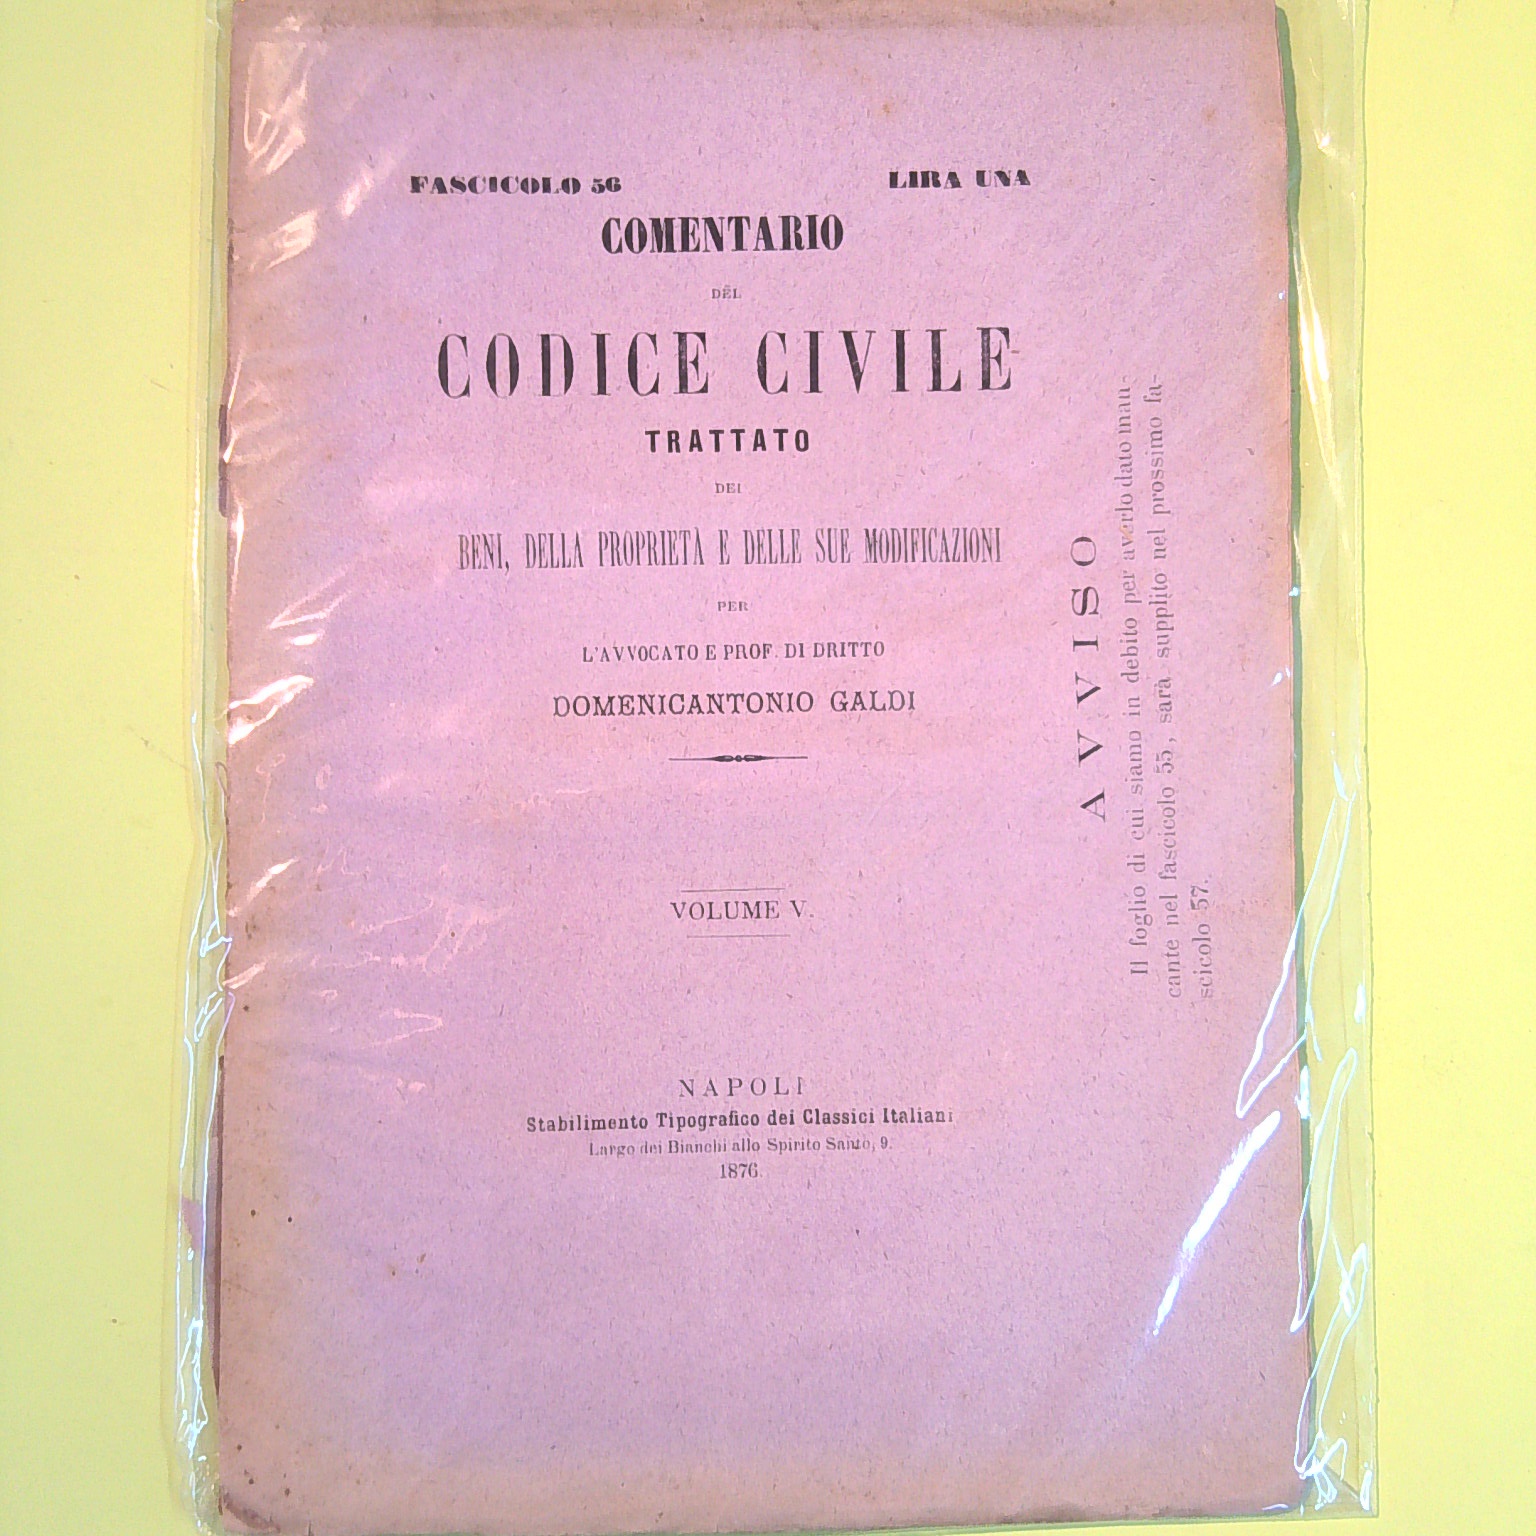 FASCICOLO 56
LIRA UNA
COMENTARIO
DEL
CODICE CIVILE
TRATTATO
DEI
BENI, DELLA PROPRIETÀ E DELLE SUE MODIFICAZIONI
PER
L'AVVOCATO E PROF. DI DRITTO
DOMENICANTONIO GALDI
VOLUME V.
NAPOLI
Stabilimento Tipografico dei Classici Italiani
Largo dei Bianchi allo Spirito Santo, 9.
1876.
AVVISO
Il foglio di cui siamo in debito per averlo dato man-
cante nel fascicolo 55, sarà supplito nel prossimo fa-
scicolo 57.